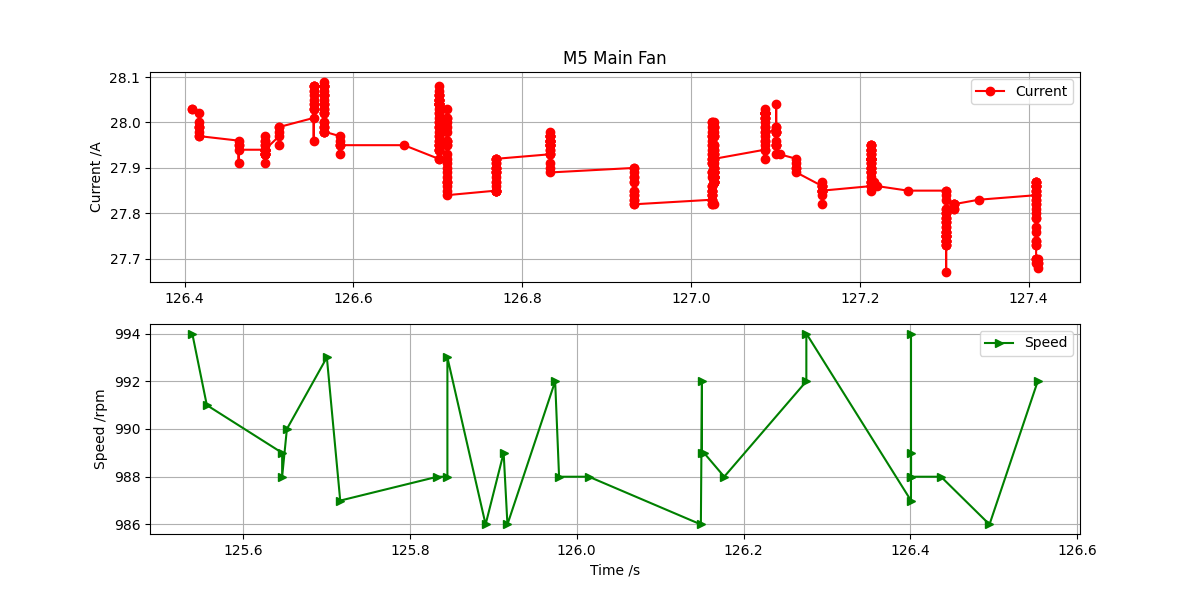 M5 Main Fan
28.1
28.0
27.9
27.8
27.7
Current /A
Current
126.4 126.6 126.8 127.0 127.2 127.4
994
992
990
988
986
Speed /rpm
Speed
125.6 125.8 126.0 126.2 126.4 126.6
Time /s